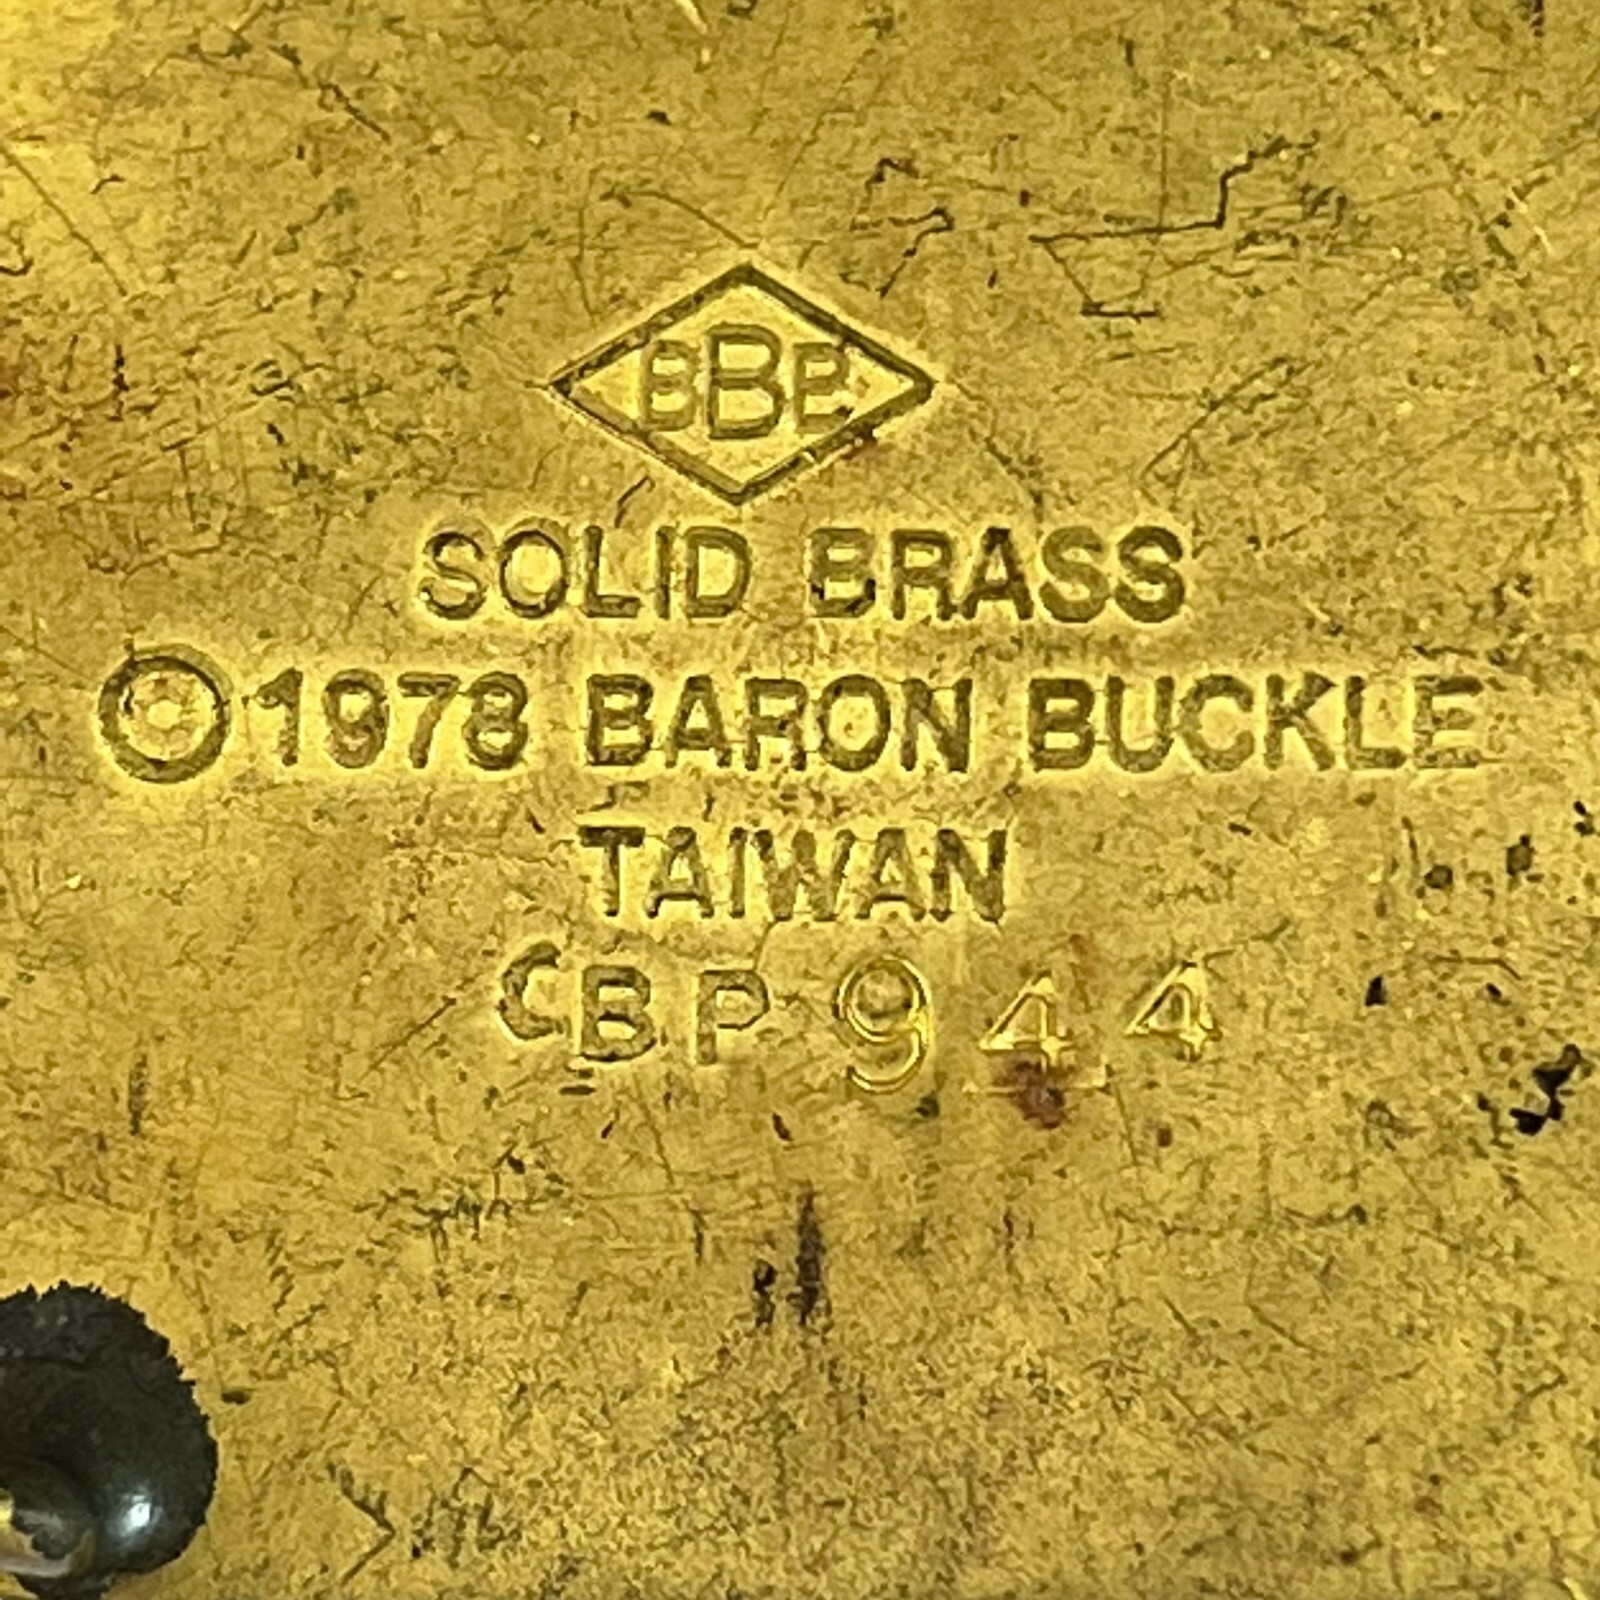 BBB
SOLID BRASS
©1978 BARON BUCKLE
TAIWAN
CBP 944